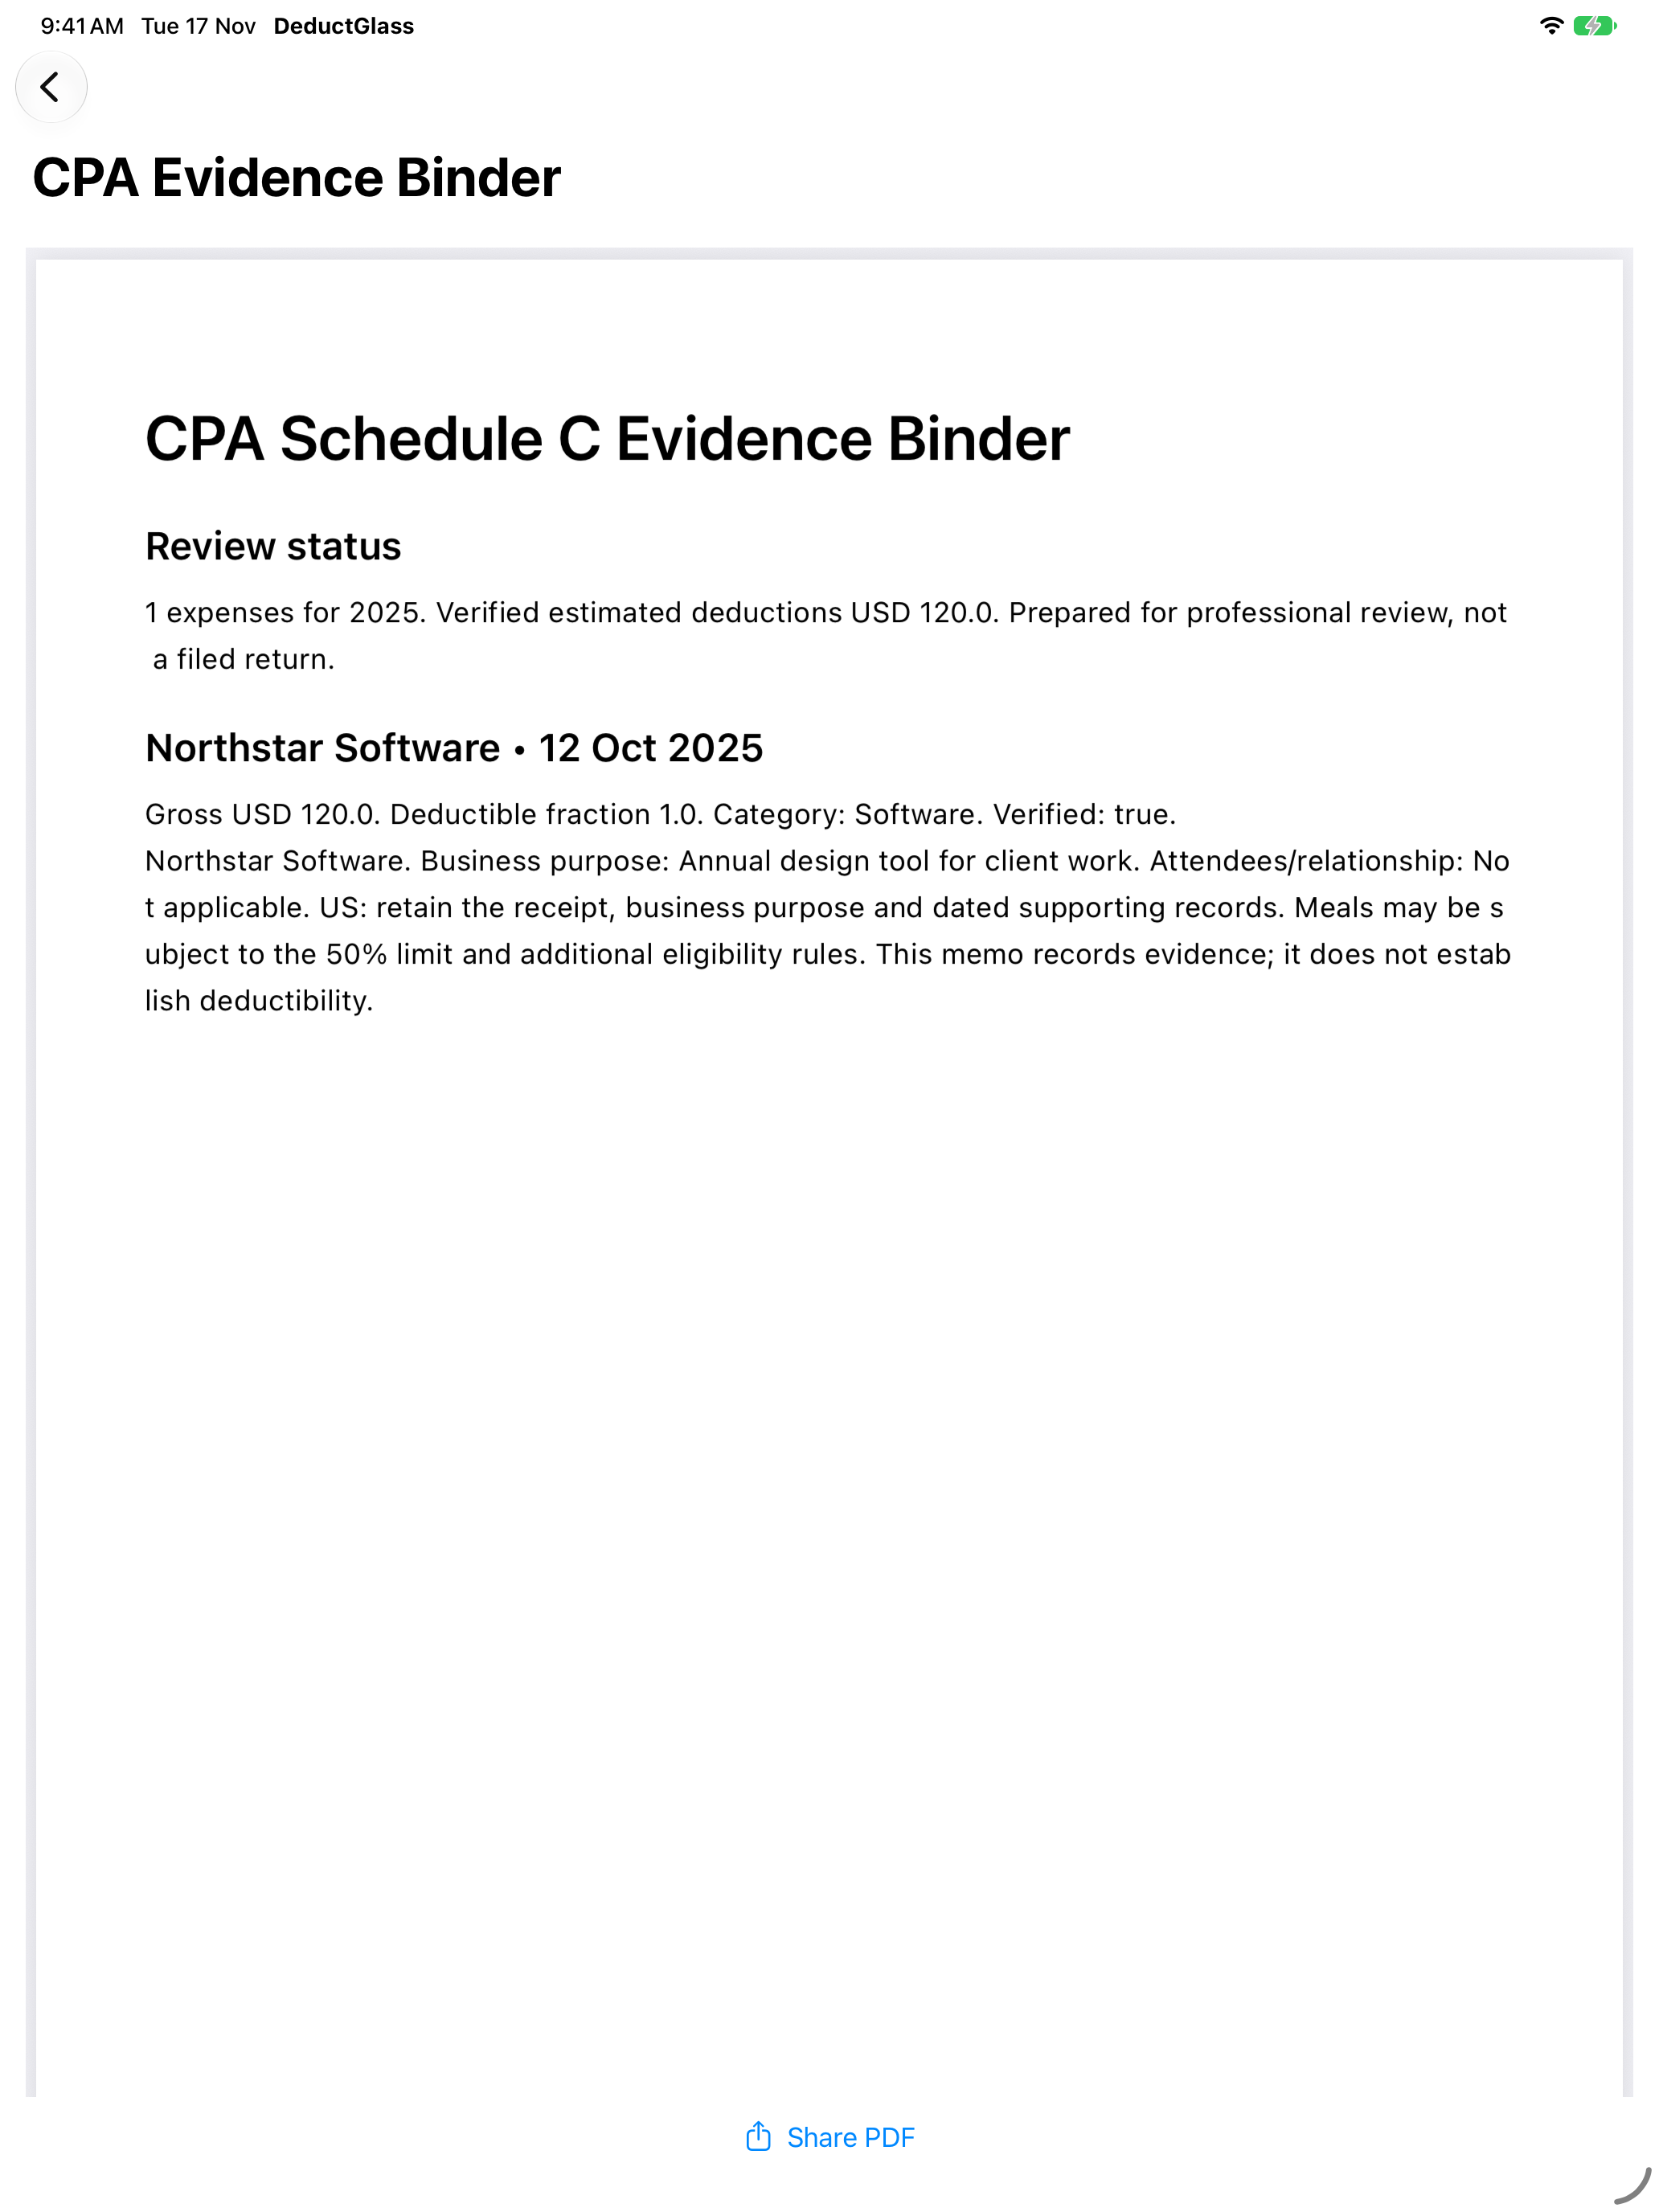 9:41 AM Tue 17 Nov DeductGlass
CPA Evidence Binder
CPA Schedule C Evidence Binder
Review status
1 expenses for 2025. Verified estimated deductions USD 120.0. Prepared for professional review, not
a filed return.
Northstar Software • 12 Oct 2025
Gross USD 120.0. Deductible fraction 1.0. Category: Software. Verified: true.
Northstar Software. Business purpose: Annual design tool for client work. Attendees/relationship: No
t applicable. US: retain the receipt, business purpose and dated supporting records. Meals may be s
ubject to the 50% limit and additional eligibility rules. This memo records evidence; it does not estab
lish deductibility.
Share PDF